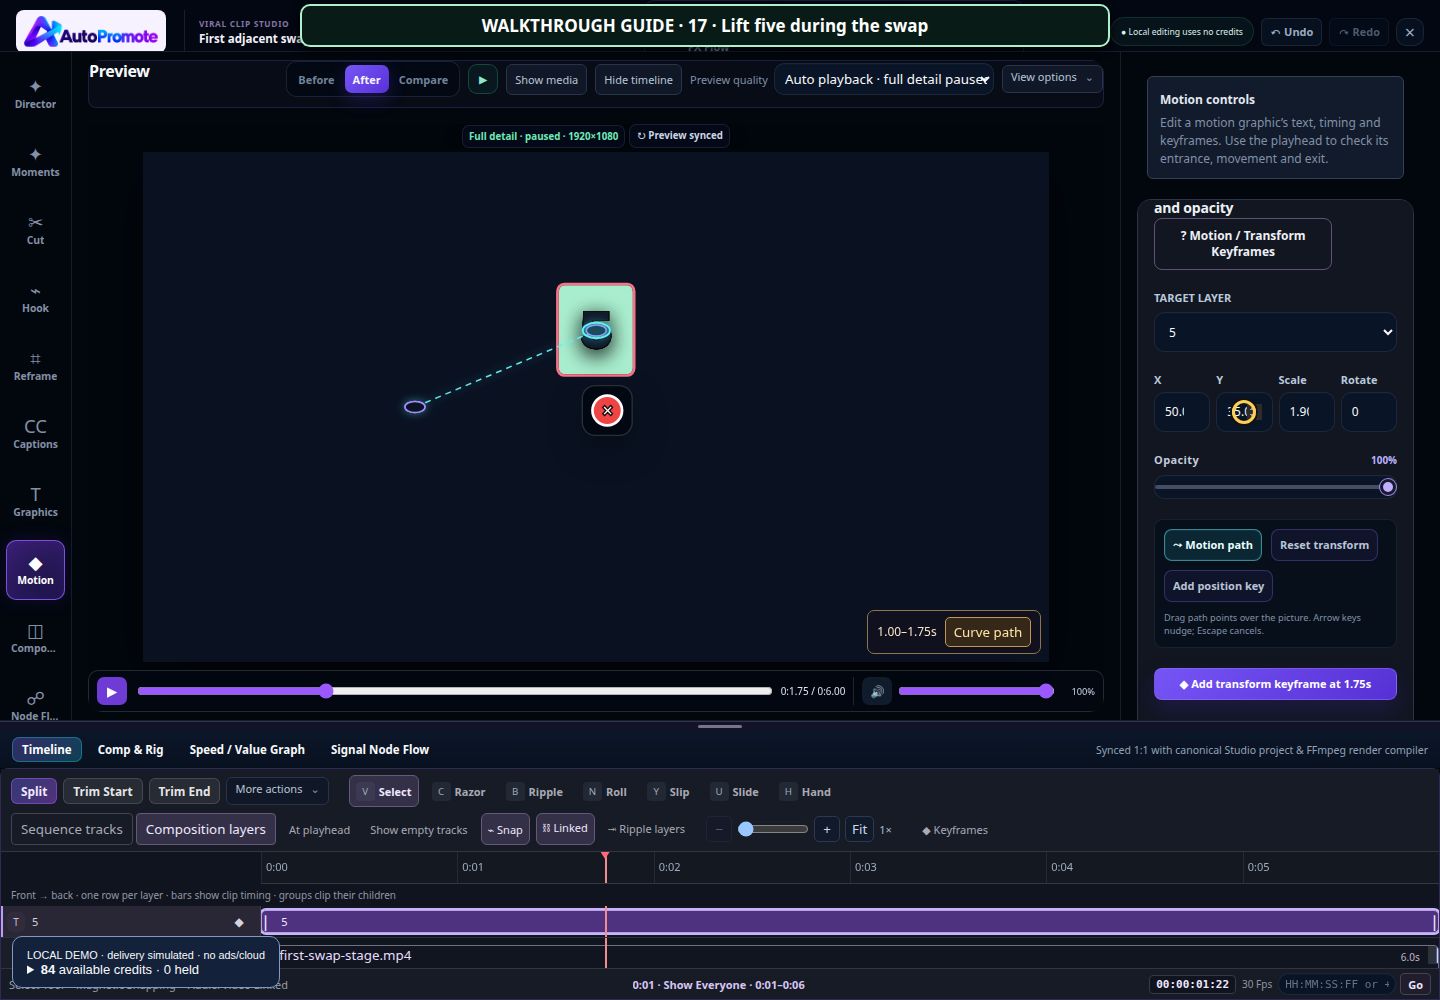 AutoPromote
VIRAL CLIP STUDIO
First adjacent swa
WALKTHROUGH GUIDE · 17 · Lift five during the swap
● Local editing uses no credits
↶ Undo
↷ Redo
✕
Director
Moments
Cut
Hook
Reframe
CC
Captions
T
Graphics
Motion
Compo...
Node Fl...
Preview
Before
After
Compare
Show media
Hide timeline
Preview quality
Auto playback · full detail pause
View options
Full detail · paused · 1920×1080
↻ Preview synced
5
1.00–1.75s
Curve path
0:1.75 / 0:6.00
100%
Motion controls
Edit a motion graphic's text, timing and
keyframes. Use the playhead to check its
entrance, movement and exit.
and opacity
? Motion / Transform
Keyframes
TARGET LAYER
5
X
Y
Scale
Rotate
50.
1.90
0
Opacity
100%
⤳ Motion path
Reset transform
Add position key
Drag path points over the picture. Arrow keys
nudge; Escape cancels.
◆ Add transform keyframe at 1.75s
Timeline
Comp & Rig
Speed / Value Graph
Signal Node Flow
Synced 1:1 with canonical Studio project & FFmpeg render compiler
Split
Trim Start
Trim End
More actions
V Select
C Razor
B Ripple
N Roll
Y Slip
U Slide
H Hand
Sequence tracks
Composition layers
At playhead
Show empty tracks
Snap
Linked
Ripple layers
−
+
Fit
1×
◆ Keyframes
0:00
0:01
0:02
0:03
0:04
0:05
Front → back · one row per layer · bars show clip timing · groups clip their children
T 5
5
first-swap-stage.mp4
6.0s
LOCAL DEMO · delivery simulated · no ads/cloud
▶ 84 available credits · 0 held
0:01 · Show Everyone · 0:01–0:06
00:00:01:22
30 Fps
HH:MM:SS:FF or +
Go